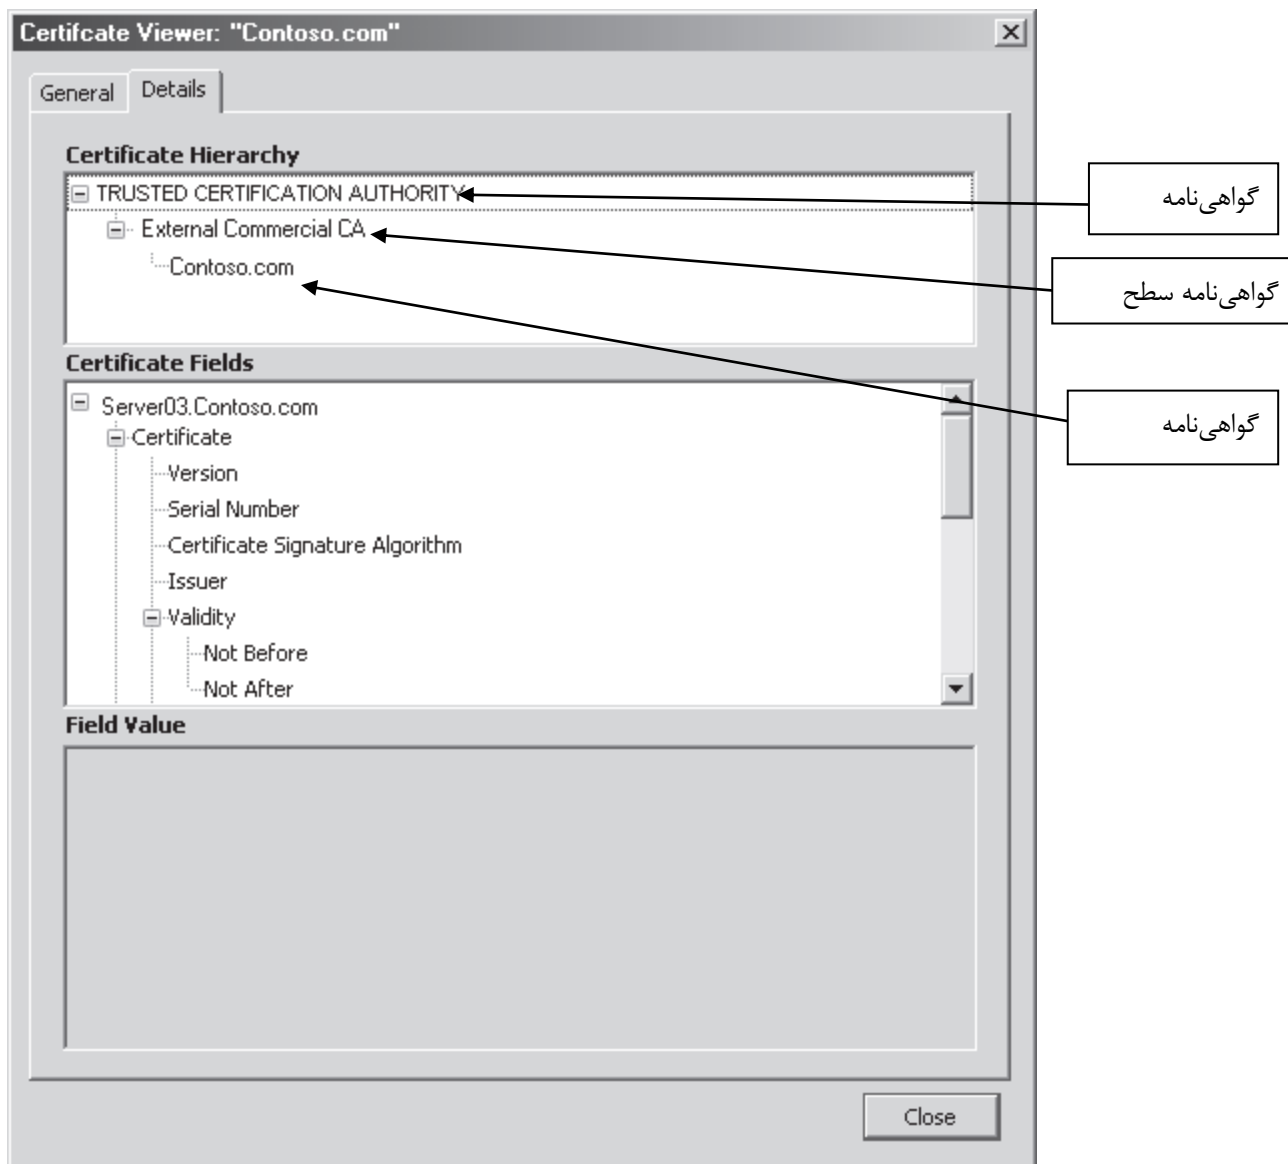 Certifcate Viewer: "Contoso.com"
General
Details
Certificate Hierarchy
TRUSTED CERTIFICATION AUTHORITY
External Commercial CA
Contoso.com
گواهی‌نامه
گواهی‌نامه سطح
گواهی‌نامه
Certificate Fields
Server03.Contoso.com
Certificate
Version
Serial Number
Certificate Signature Algorithm
Issuer
Validity
Not Before
Not After
Field Value
Close